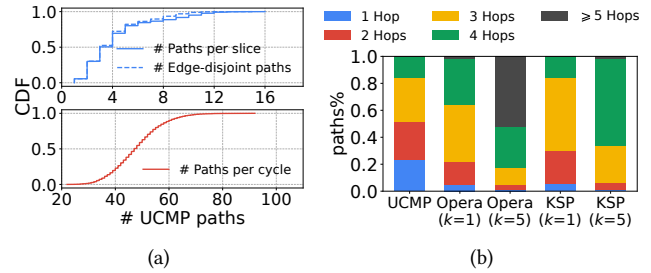 (a)
1.0
0.5
0.0
# Paths per slice
# Edge-disjoint paths
0 4 8 12 16
CDF
1.0
0.5
0.0
# Paths per cycle
20 40 60 80 100
# UCMP paths
(a)
(b)
1 Hop
2 Hops
3 Hops
4 Hops
⩾ 5 Hops
1.0
0.8
0.6
0.4
0.2
0.0
paths%
UCMP Opera Opera KSP KSP
(k=1) (k=5) (k=1) (k=5)
(b)